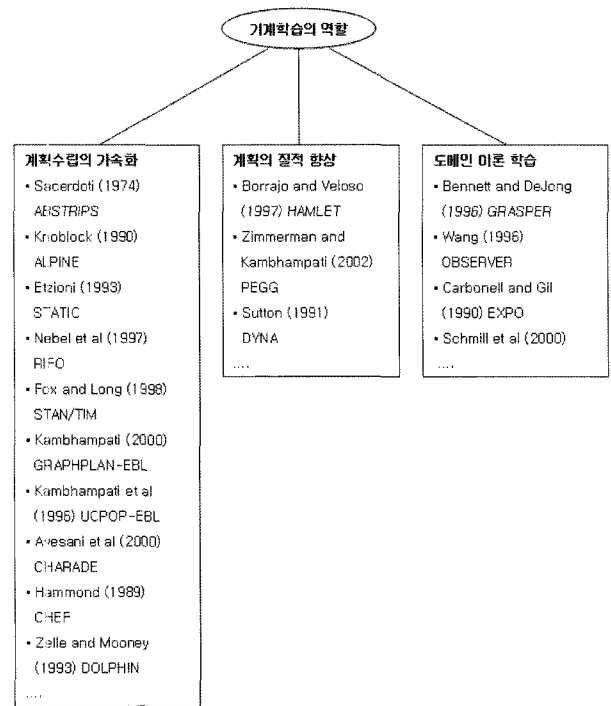 기계학습의 역할
계획수립의 가속화
• Sacerdoti (1974)
ABSTRIPS
• Knoblock (1990)
ALPINE
• Etzioni (1993)
STATIC
• Nebel et al (1997)
RIFO
• Fox and Long (1998)
STAN/TIM
• Kambhampati (2000)
GRAPHPLAN-EBL
• Kambhampati et al
(1996) UCPOP-EBL
• Avesani et al (2000)
CHARADE
• Hammond (1989)
CHEF
• Zelle and Mooney
(1993) DOLPHIN
....
계획의 질적 향상
• Borrajo and Veloso
(1997) HAMLET
• Zimmerman and
Kambhampati (2002)
PEGG
• Sutton (1991)
DYNA
....
도메인 이론 학습
• Bennett and DeJong
(1996) GRASPER
• Wang (1996)
OBSERVER
• Carbonell and Gil
(1990) EXPO
• Schmill et al (2000)
....